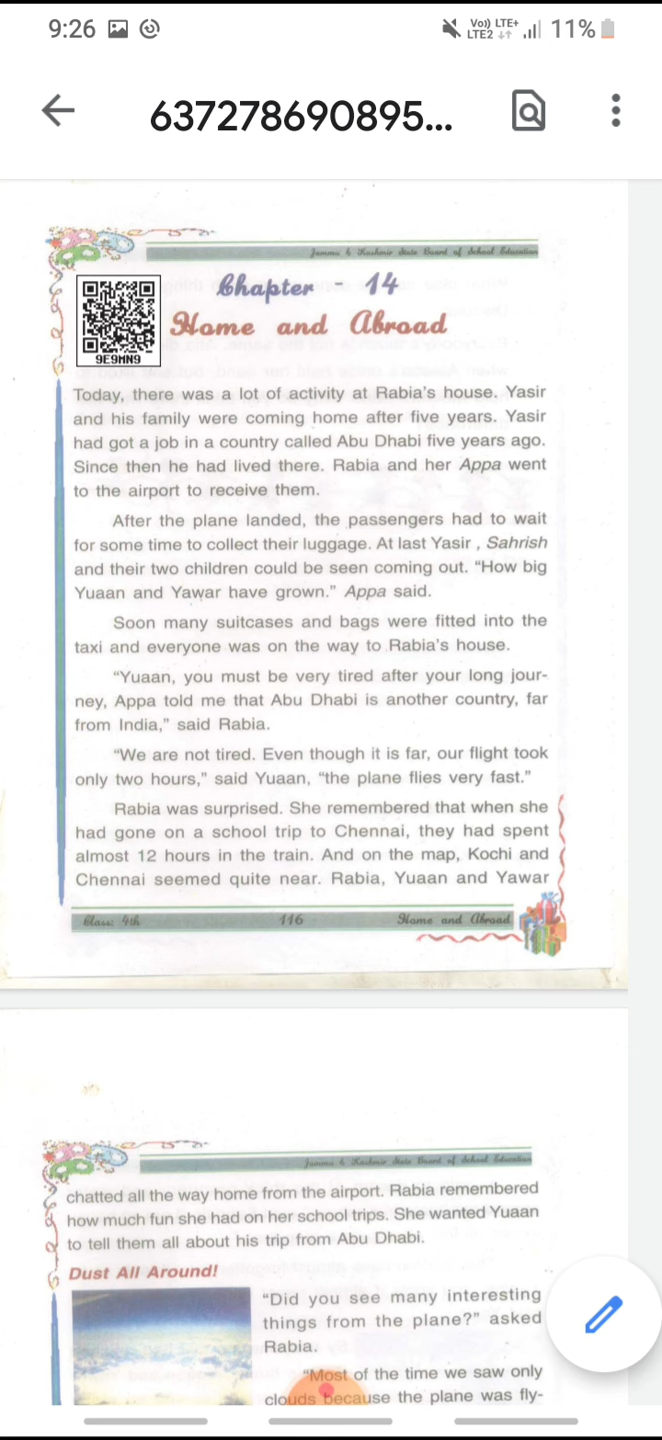 9:26
Vo)) LTE+
LTE2
11%
637278690895...
Jammu & Kashmir State Board of School Education
Chapter - 14
Home and Abroad
9E9MN9
Today, there was a lot of activity at Rabia's house. Yasir
and his family were coming home after five years. Yasir
had got a job in a country called Abu Dhabi five years ago.
Since then he had lived there. Rabia and her Appa went
to the airport to receive them.
After the plane landed, the passengers had to wait
for some time to collect their luggage. At last Yasir , Sahrish
and their two children could be seen coming out. "How big
Yuaan and Yawar have grown." Appa said.
Soon many suitcases and bags were fitted into the
taxi and everyone was on the way to Rabia's house.
"Yuaan, you must be very tired after your long jour-
ney, Appa told me that Abu Dhabi is another country, far
from India," said Rabia.
"We are not tired. Even though it is far, our flight took
only two hours," said Yuaan, "the plane flies very fast."
Rabia was surprised. She remembered that when she
had gone on a school trip to Chennai, they had spent
almost 12 hours in the train. And on the map, Kochi and
Chennai seemed quite near. Rabia, Yuaan and Yawar
Class: 4th 116 Home and Abroad
Jammu & Kashmir State Board of School Education
chatted all the way home from the airport. Rabia remembered
how much fun she had on her school trips. She wanted Yuaan
to tell them all about his trip from Abu Dhabi.
Dust All Around!
"Did you see many interesting
things from the plane?" asked
Rabia.
"Most of the time we saw only
clouds because the plane was fly-